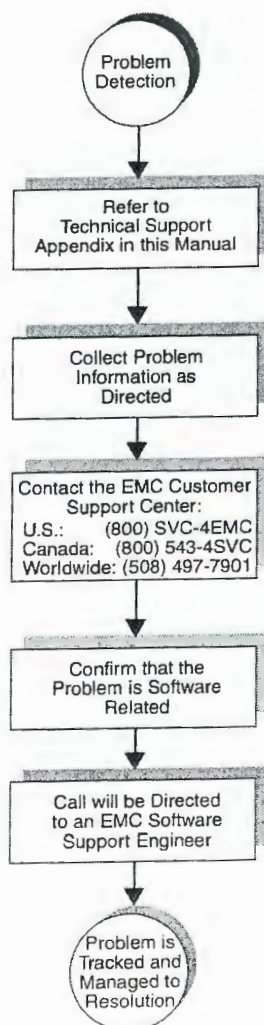 Problem
Detection
Refer to
Technical Support
Appendix in this Manual
Collect Problem
Information as
Directed
Contact the EMC Customer
Support Center:
U.S.: (800) SVC-4EMC
Canada: (800) 543-4SVC
Worldwide: (508) 497-7901
Confirm that the
Problem is Software
Related
Call will be Directed
to an EMC Software
Support Engineer
Problem is
Tracked and
Managed to
Resolution